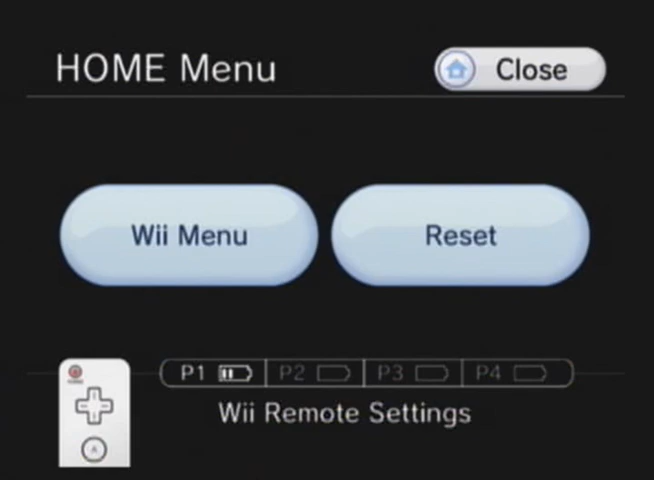 HOME Menu
Close
Wii Menu
Reset
P1 P2 P3 P4
Wii Remote Settings
A